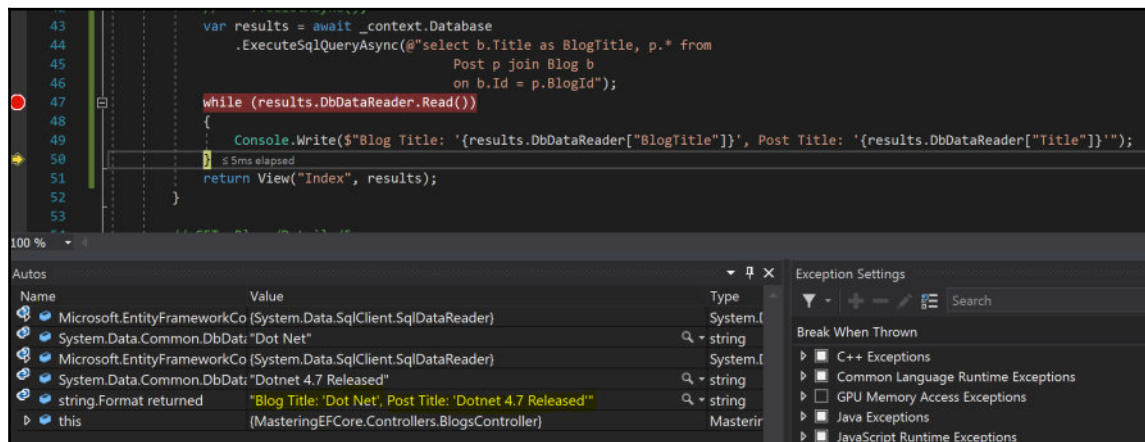 43 var results = await _context.Database
44 .ExecuteSqlQueryAsync(@"select b.Title as BlogTitle, p.* from
45 Post p join Blog b
46 on b.Id = p.BlogId");
47 while (results.DbDataReader.Read())
48 {
49 Console.Write($"Blog Title: '{results.DbDataReader["BlogTitle"]}', Post Title: '{results.DbDataReader["Title"]}'");
50 } ≤ 5ms elapsed
51 return View("Index", results);
52 }
53
100 %
Autos
Name Value Type
Microsoft.EntityFrameworkCo {System.Data.SqlClient.SqlDataReader} System.D
System.Data.Common.DbData "Dot Net" string
Microsoft.EntityFrameworkCo {System.Data.SqlClient.SqlDataReader} System.D
System.Data.Common.DbData "Dotnet 4.7 Released" string
string.Format returned "Blog Title: 'Dot Net', Post Title: 'Dotnet 4.7 Released'" string
this {MasteringEFCore.Controllers.BlogsController} Masterin
Exception Settings
Search
Break When Thrown
C++ Exceptions
Common Language Runtime Exceptions
GPU Memory Access Exceptions
Java Exceptions
JavaScript Runtime Exceptions